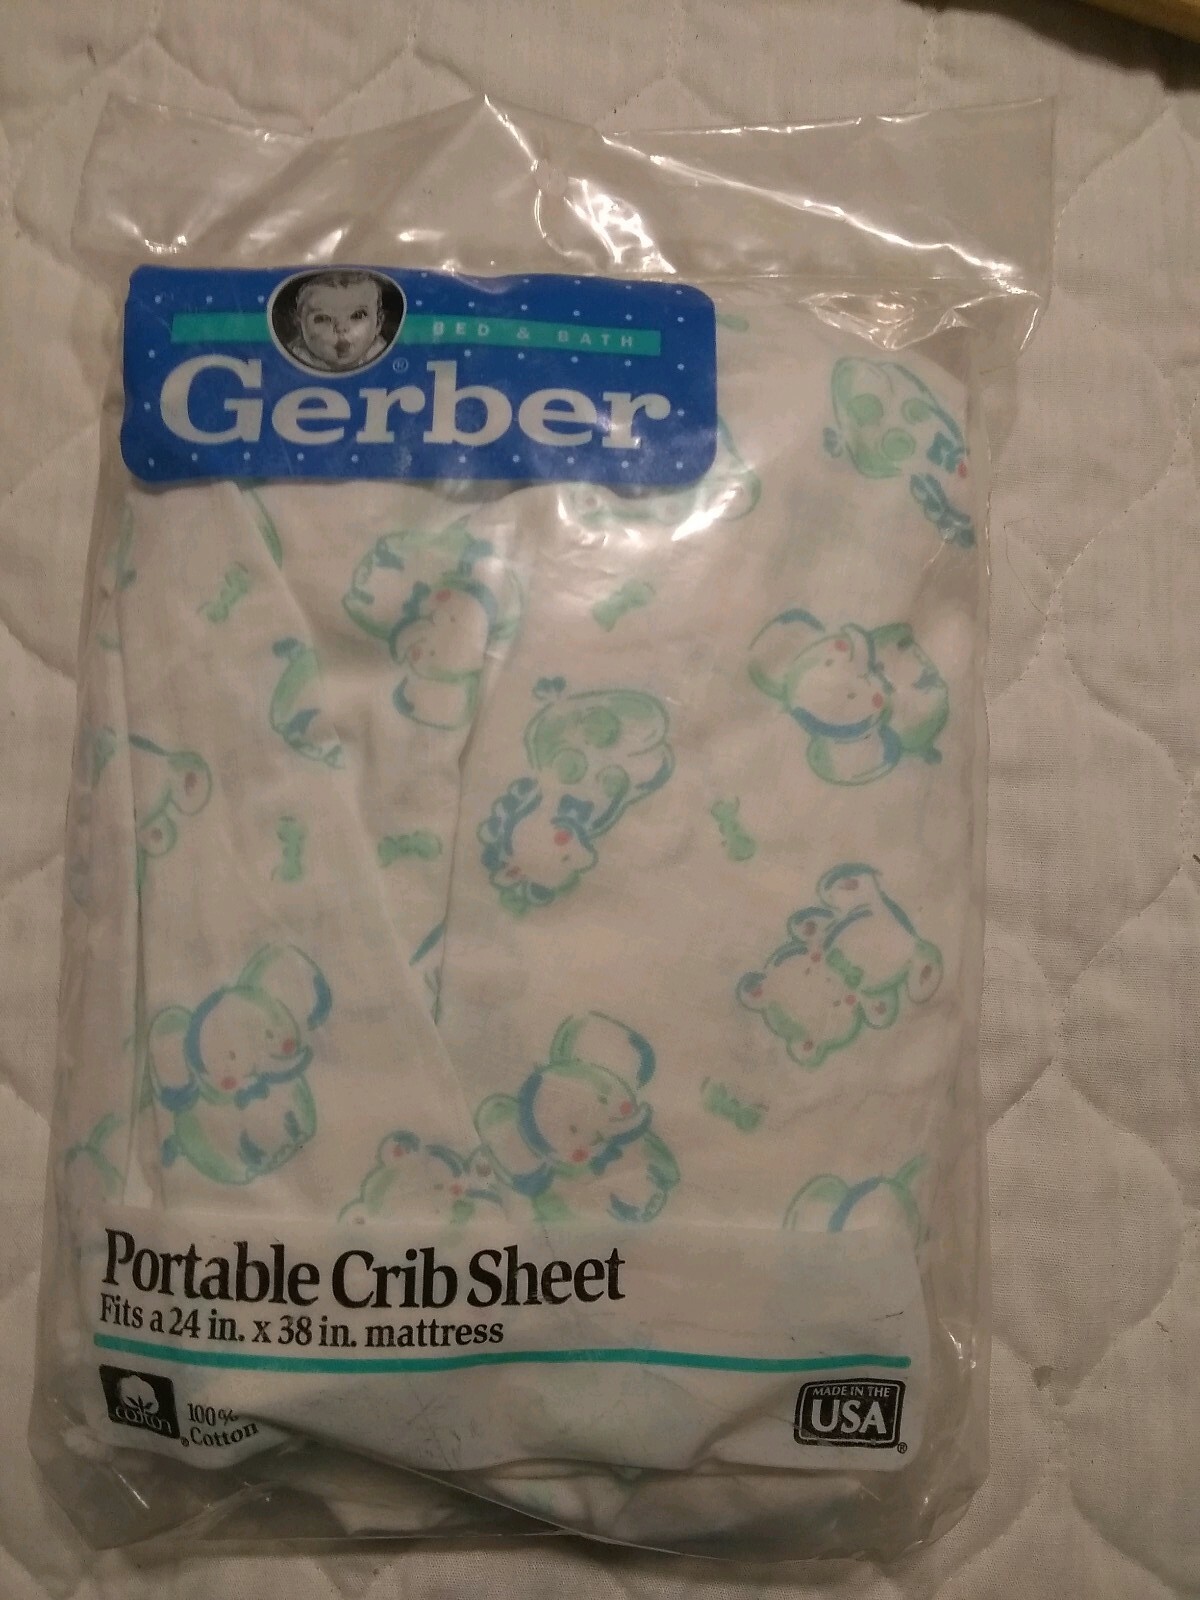 BED & BATH
Gerber®
Portable Crib Sheet
Fits a 24 in. x 38 in. mattress
cotton
100%
Cotton
®
MADE IN THE
USA
®